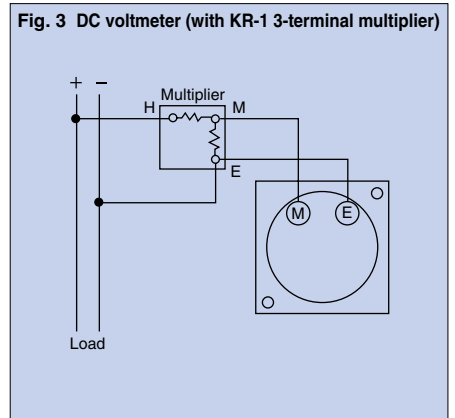 Fig. 3 DC voltmeter (with KR-1 3-terminal multiplier)
+ −
Multiplier
H M
E
M E
Load